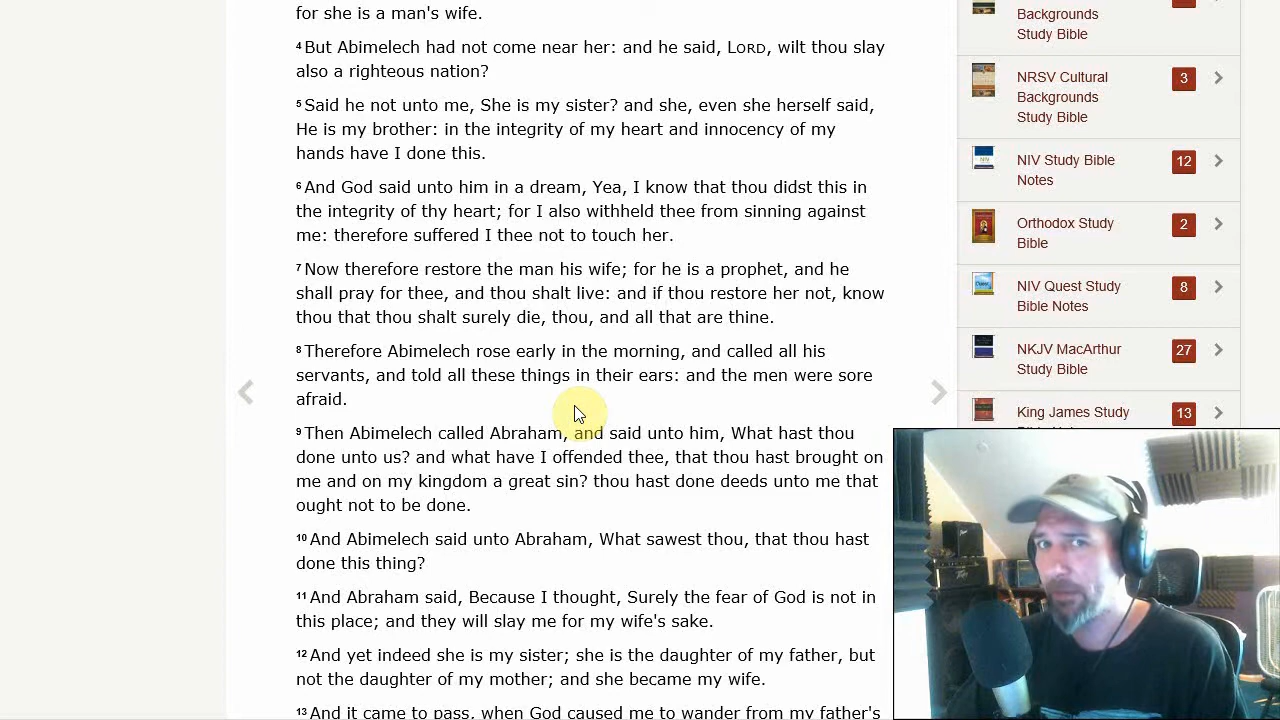 for she is a man's wife.
4 But Abimelech had not come near her: and he said, LORD, wilt thou slay
also a righteous nation?
5 Said he not unto me, She is my sister? and she, even she herself said,
He is my brother: in the integrity of my heart and innocency of my
hands have I done this.
6 And God said unto him in a dream, Yea, I know that thou didst this in
the integrity of thy heart; for I also withheld thee from sinning against
me: therefore suffered I thee not to touch her.
7 Now therefore restore the man his wife; for he is a prophet, and he
shall pray for thee, and thou shalt live: and if thou restore her not, know
thou that thou shalt surely die, thou, and all that are thine.
8 Therefore Abimelech rose early in the morning, and called all his
servants, and told all these things in their ears: and the men were sore
afraid.
9 Then Abimelech called Abraham, and said unto him, What hast thou
done unto us? and what have I offended thee, that thou hast brought on
me and on my kingdom a great sin? thou hast done deeds unto me that
ought not to be done.
10 And Abimelech said unto Abraham, What sawest thou, that thou hast
done this thing?
11 And Abraham said, Because I thought, Surely the fear of God is not in
this place; and they will slay me for my wife's sake.
12 And yet indeed she is my sister; she is the daughter of my father, but
not the daughter of my mother; and she became my wife.
13 And it came to pass, when God caused me to wander from my father's
Backgrounds
Study Bible
NRSV Cultural
Backgrounds
Study Bible
3
NIV Study Bible
Notes
12
Orthodox Study
Bible
2
NIV Quest Study
Bible Notes
8
NKJV MacArthur
Study Bible
27
King James Study
13